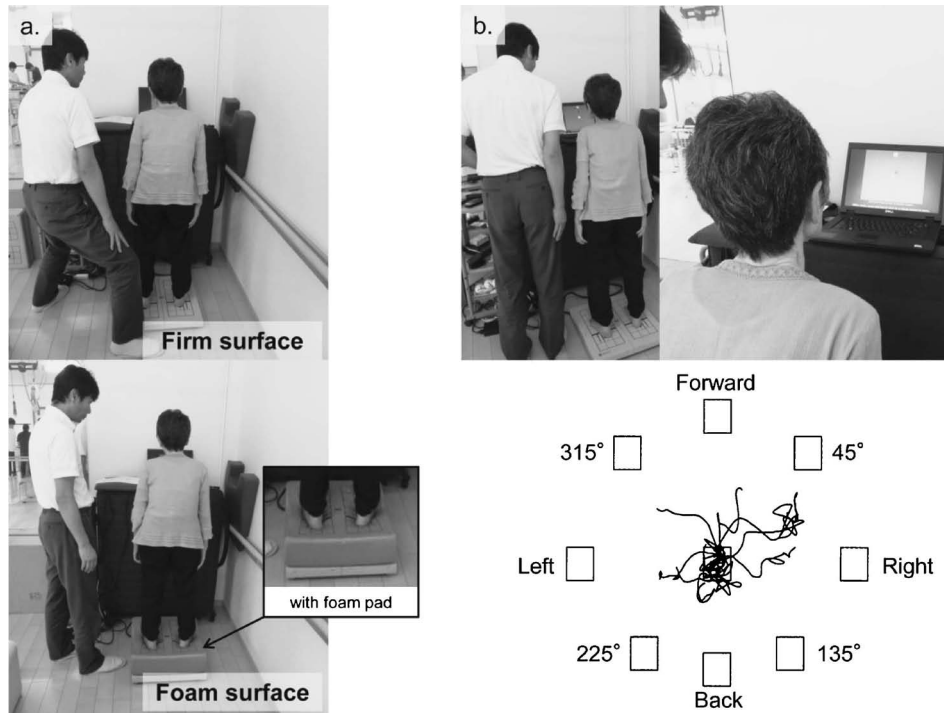 a.
Firm surface
with foam pad
Foam surface
b.
Forward
315°
45°
Left
Right
225°
135°
Back